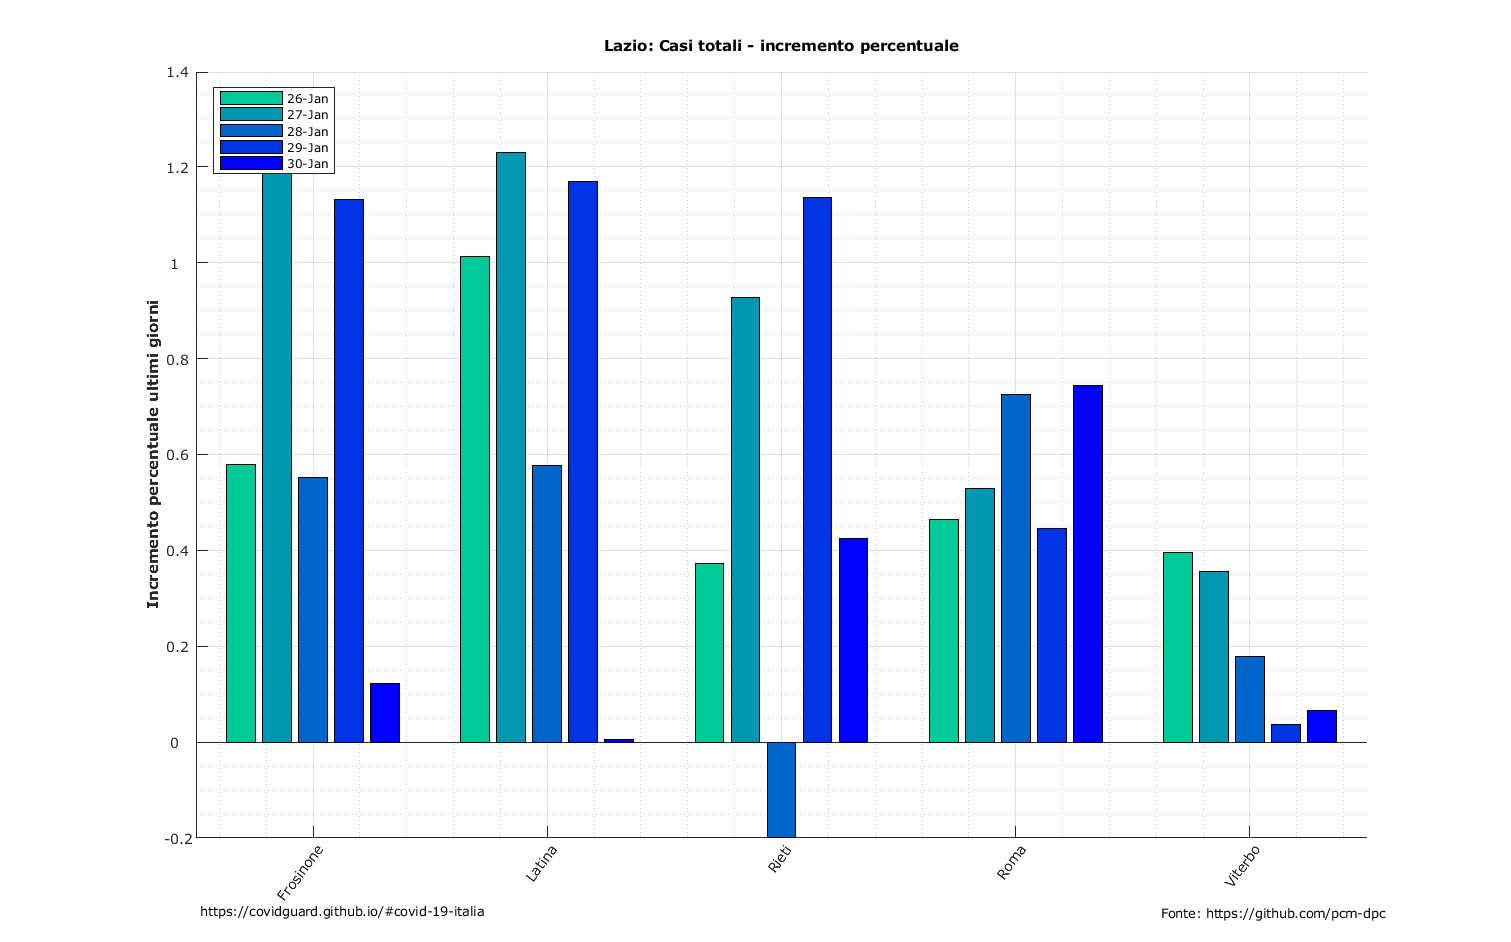 Lazio: Casi totali - incremento percentuale
1.4
1.2
1
0.8
0.6
0.4
0.2
0
-0.2
Incremento percentuale ultimi giorni
26-Jan
27-Jan
28-Jan
29-Jan
30-Jan
Frosinone
Latina
Rieti
Roma
Viterbo
https://covidguard.github.io/#covid-19-italia
Fonte: https://github.com/pcm-dpc